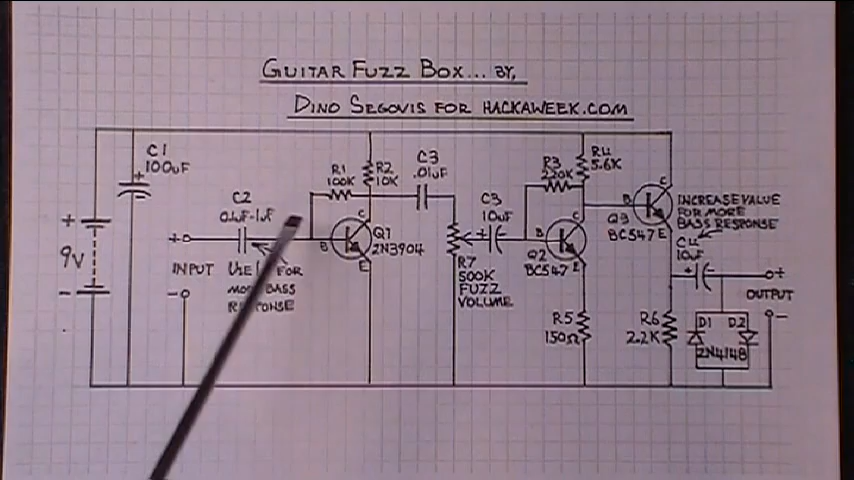 GUITAR FUZZ BOX... BY,
DINO SEGOVIS FOR HACKAWEEK.COM
C1
100uF
+
9V
-
C2
0.1uF-1uF
+
INPUT
-
USE
FOR
BASS
RESPONSE
R1
100K
R2
10K
C3
.01uF
C
B
E
Q1
2N3904
R7
500K
FUZZ
VOLUME
C3
10uF
+
R3
220K
R4
5.6K
C
B
E
Q2
BC547
R5
150Ω
C
B
E
Q3
BC547
INCREASE VALUE
FOR MORE
BASS RESPONSE
C4
10uF
+
+
OUTPUT
-
R6
2.2K
D1 D2
2N4148